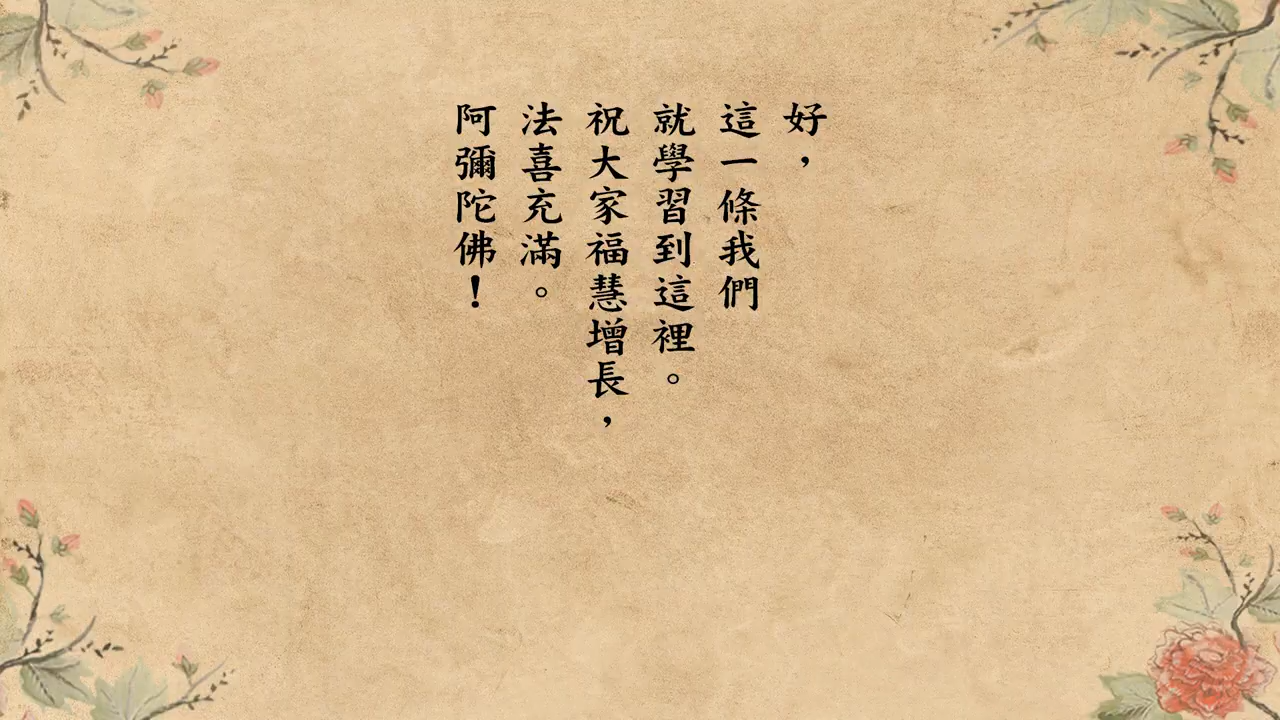 好，
這一條我們
就學習到這裡。
祝大家福慧增長，
法喜充滿。
阿彌陀佛！